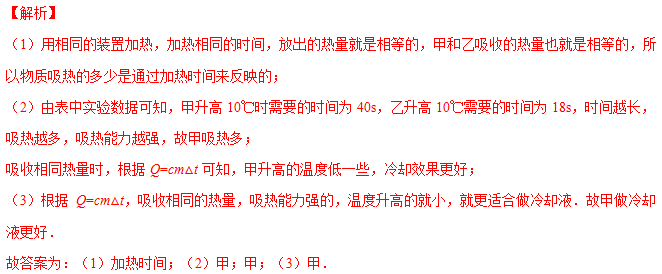 【解析】
（1）用相同的装置加热，加热相同的时间，放出的热量就是相等的，甲和乙吸收的热量也就是相等的，所
以物质吸热的多少是通过加热时间来反映的；
（2）由表中实验数据可知，甲升高 10℃时需要的时间为 40s，乙升高 10℃需要的时间为 18s，时间越长，
吸热越多，吸热能力越强，故甲吸热多；
吸收相同热量时，根据 Q=cm△t 可知，甲升高的温度低一些，冷却效果更好；
（3）根据 Q=cm△t，吸收相同的热量，吸热能力强的，温度升高的就小，就更适合做冷却液．故甲做冷却
液更好．
故答案为：（1）加热时间；（2）甲；甲；（3）甲．